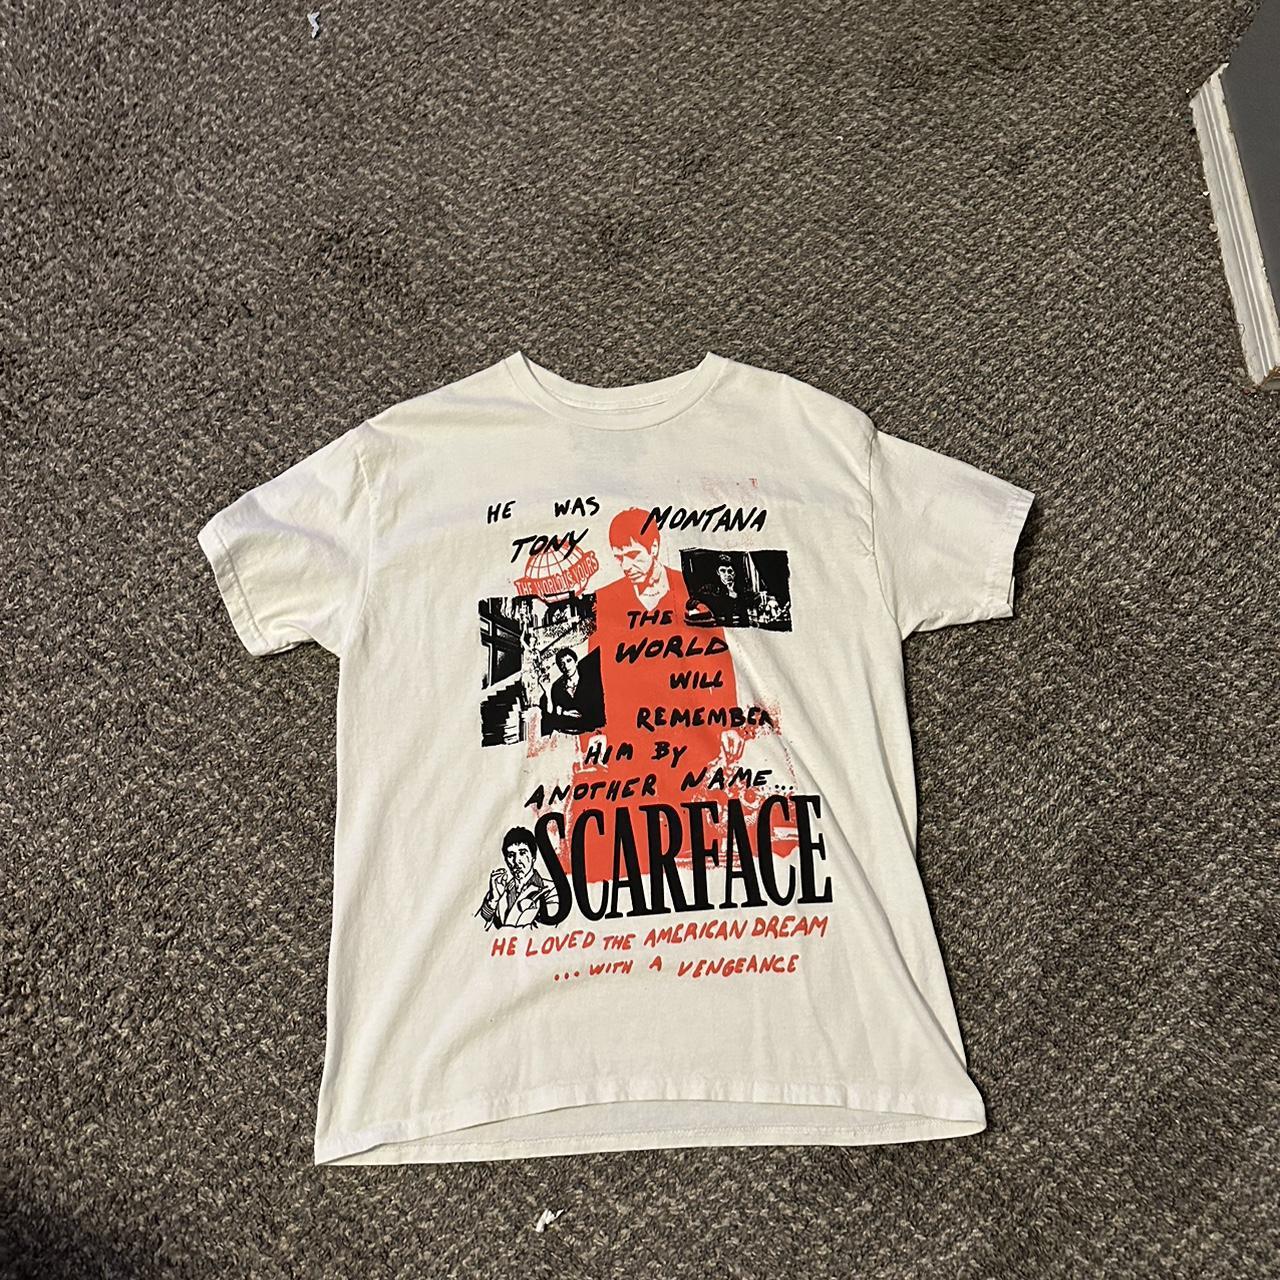 HE WAS
TONY MONTANA
THE WORLD IS YOURS
THE
WORLD
WILL
REMEMBER
HIM BY
ANOTHER NAME...
SCARFACE
HE LOVED THE AMERICAN DREAM
...WITH A VENGEANCE